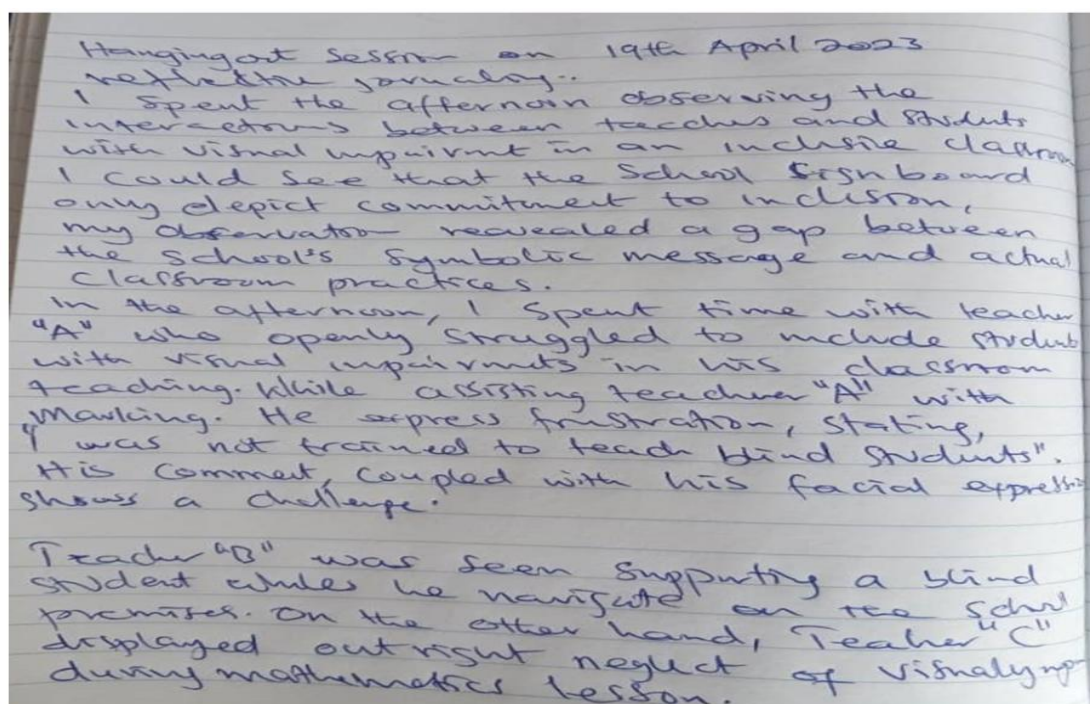 Hangingout Session on 19th April 2023
reflective journaling..
I Spent the afternoon observing the
interactions between teaches and students
with visual impairment in an inclusive classroom
I could see that the School Signboard
only depict commitment to inclusion,
my observation revealed a gap between
the School's Symbolic message and actual
classroom practices.
In the afternoon, I Spent time with teacher
"A" who openly Struggled to include Student
with visual impairments in his classroom
teaching. While assisting teacher "A" with
marking. He express frustration, Stating,
"I was not trained to teach blind Students".
His Comment, Coupled with his facial expression
shows a challenge.
Teacher "B" was seen Supporting a blind
student whiles he navigate on the School
premises. On the other hand, Teacher "C"
displayed outright neglect of visually
during mathematics lesson.